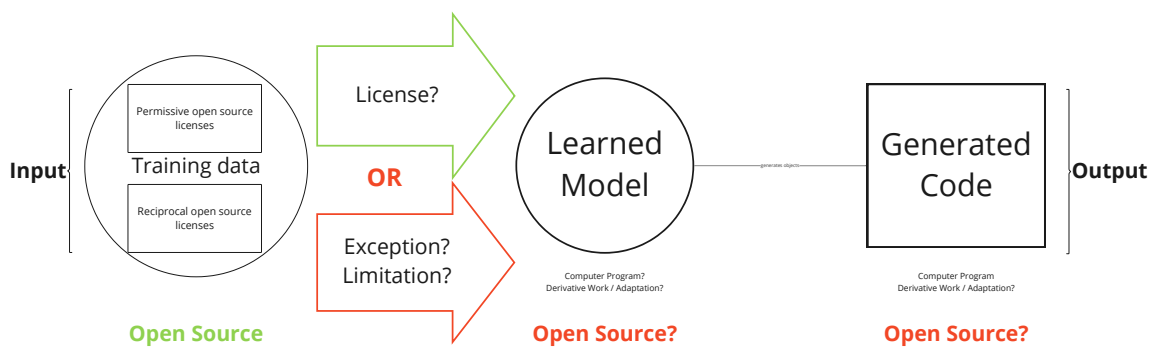 Input
Permissive open source
licenses
Training data
Reciprocal open source
licenses
Open Source
License?
OR
Exception?
Limitation?
Learned
Model
Computer Program?
Derivative Work / Adaptation?
Open Source?
generates objects
Generated
Code
Computer Program
Derivative Work / Adaptation?
Open Source?
Output